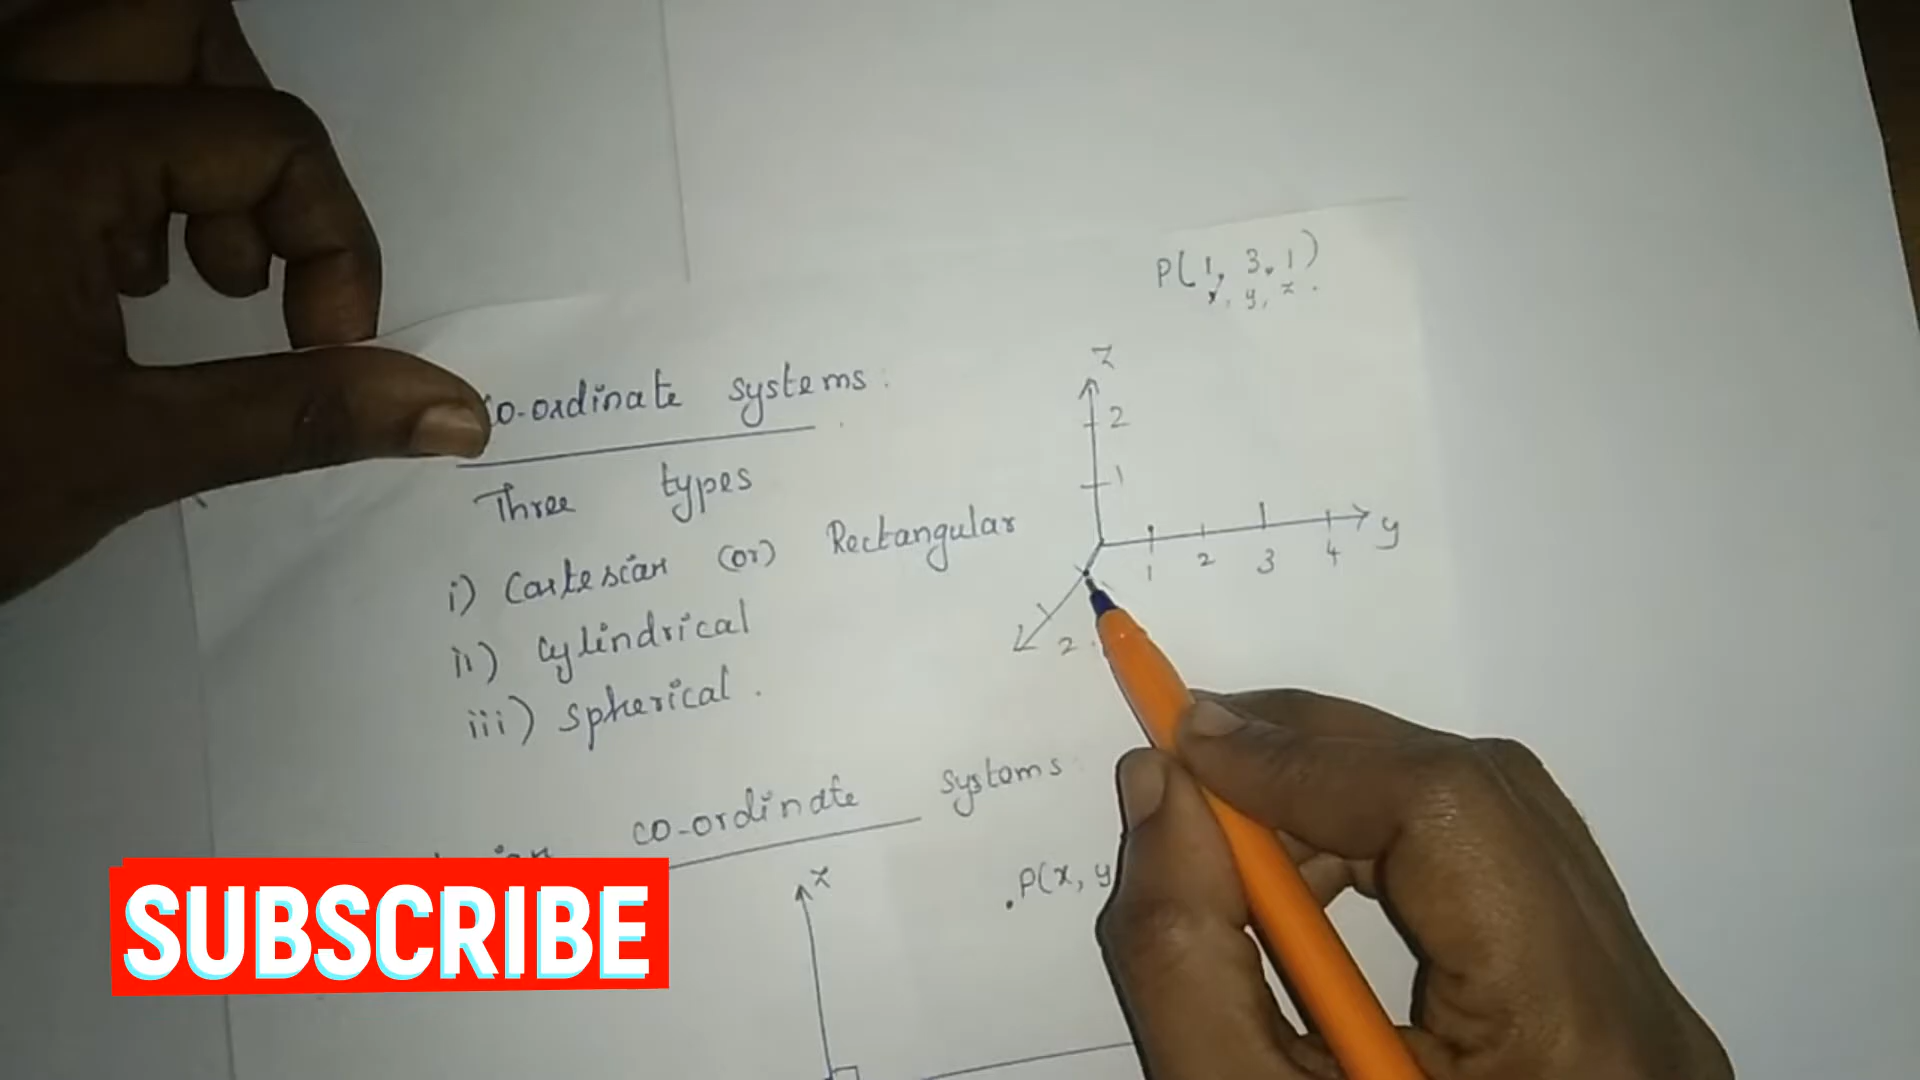 P(1, 3, 1)
x, y, z.
co-ordinate systems:
Three types
i) Cartesian (or) Rectangular
ii) cylindrical
iii) spherical.
z
2
1
1 2 3 4 y
2
co-ordinate systems:
z
.P(x, y
SUBSCRIBE